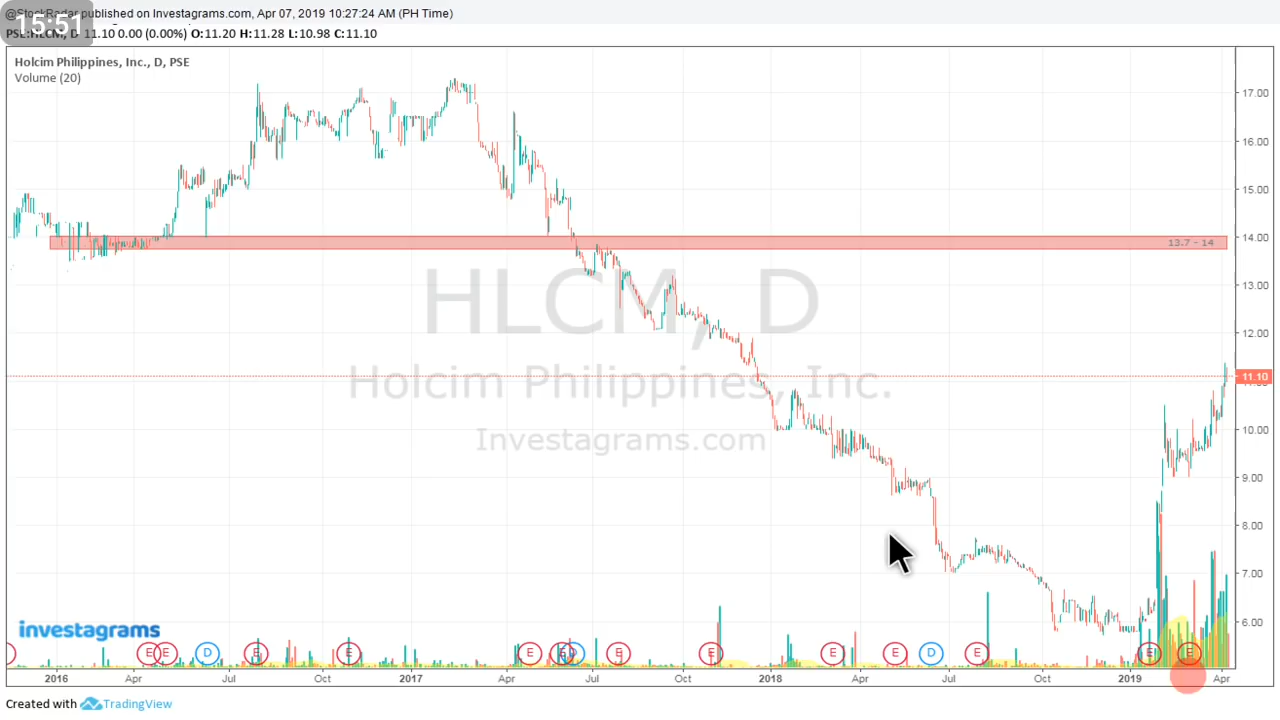 @StockRadar published on Investagrams.com, Apr 07, 2019 10:27:24 AM (PH Time)
15:51
PSE:HLCM, D 11.10 0.00 (0.00%) O:11.20 H:11.28 L:10.98 C:11.10
Holcim Philippines, Inc., D, PSE
Volume (20)
17.00
16.00
15.00
14.00
13.7 - 14
13.00
HLCM, D
12.00
Holcim Philippines, Inc.
11.10
Investagrams.com
10.00
9.00
8.00
7.00
6.00
investagrams
E E D E E E E D E E E E D E E E
2016 Apr Jul Oct 2017 Apr Jul Oct 2018 Apr Jul Oct 2019 Apr
Created with TradingView